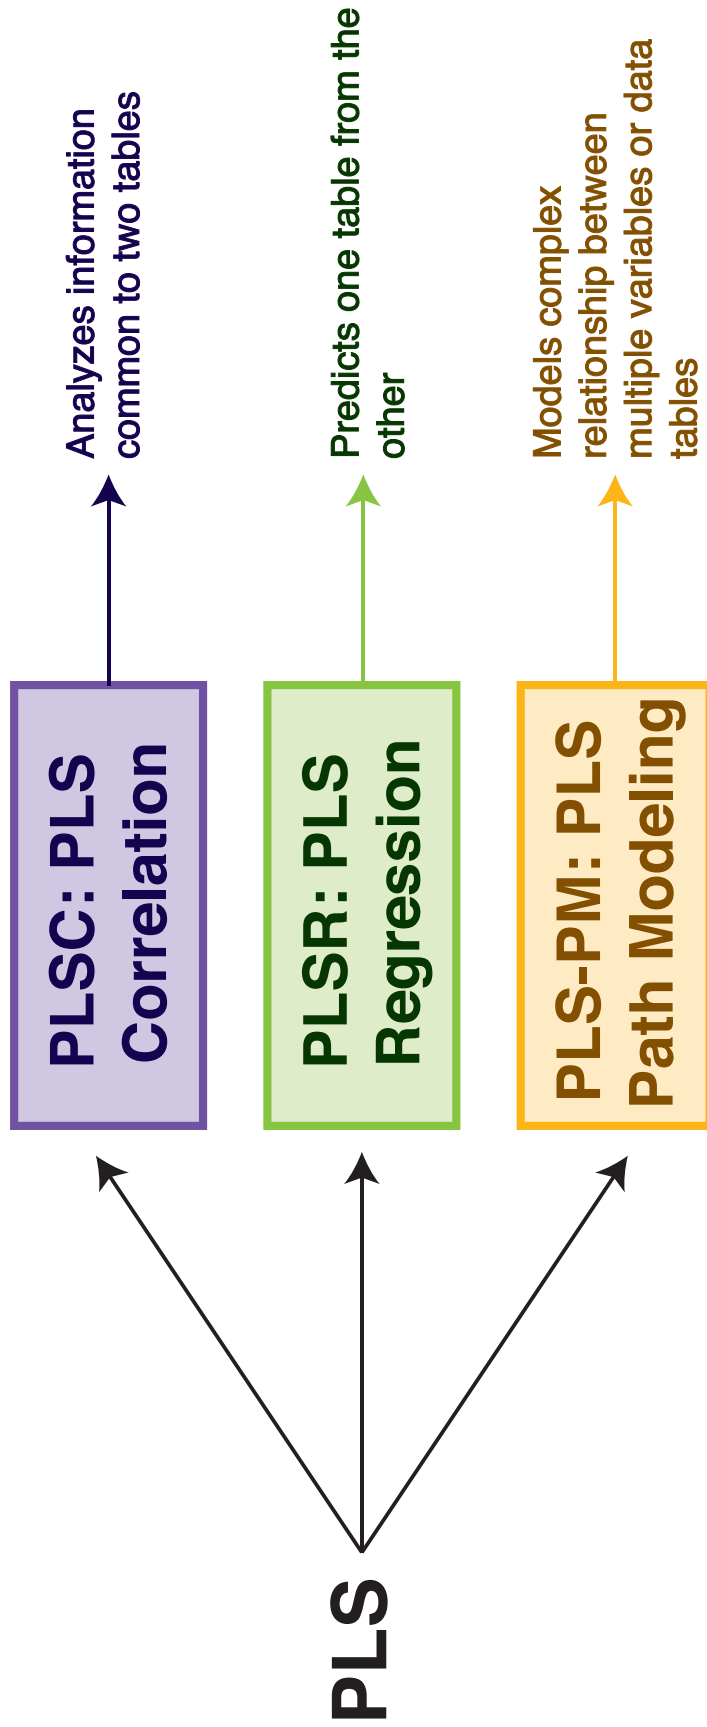 PLS
PLSC: PLS
Correlation
Analyzes information
common to two tables
PLSR: PLS
Regression
Predicts one table from the
other
PLS-PM: PLS
Path Modeling
Models complex
relationship between
multiple variables or data
tables